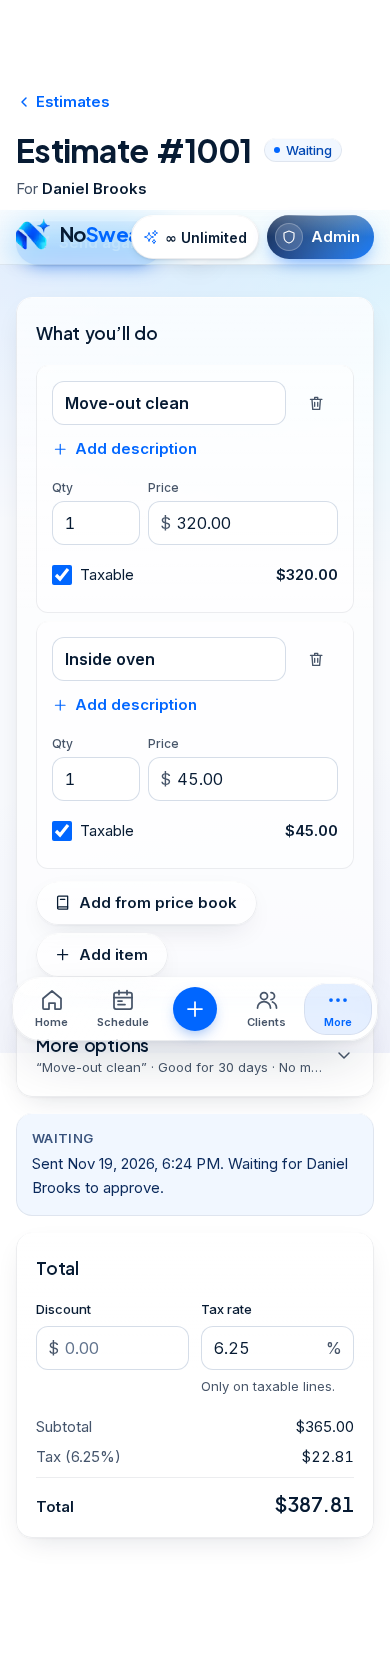 Estimates
Estimate #1001
Waiting
For Daniel Brooks
NoSwea
∞ Unlimited
Admin
What you’ll do
Move-out clean
+ Add description
Qty
Price
1
$ 320.00
Taxable
$320.00
Inside oven
+ Add description
Qty
Price
1
$ 45.00
Taxable
$45.00
Add from price book
+ Add item
Home
Schedule
+
Clients
More
More options
“Move-out clean” · Good for 30 days · No m...
WAITING
Sent Nov 19, 2026, 6:24 PM. Waiting for Daniel
Brooks to approve.
Total
Discount
Tax rate
$ 0.00
6.25 %
Only on taxable lines.
Subtotal
$365.00
Tax (6.25%)
$22.81
Total
$387.81